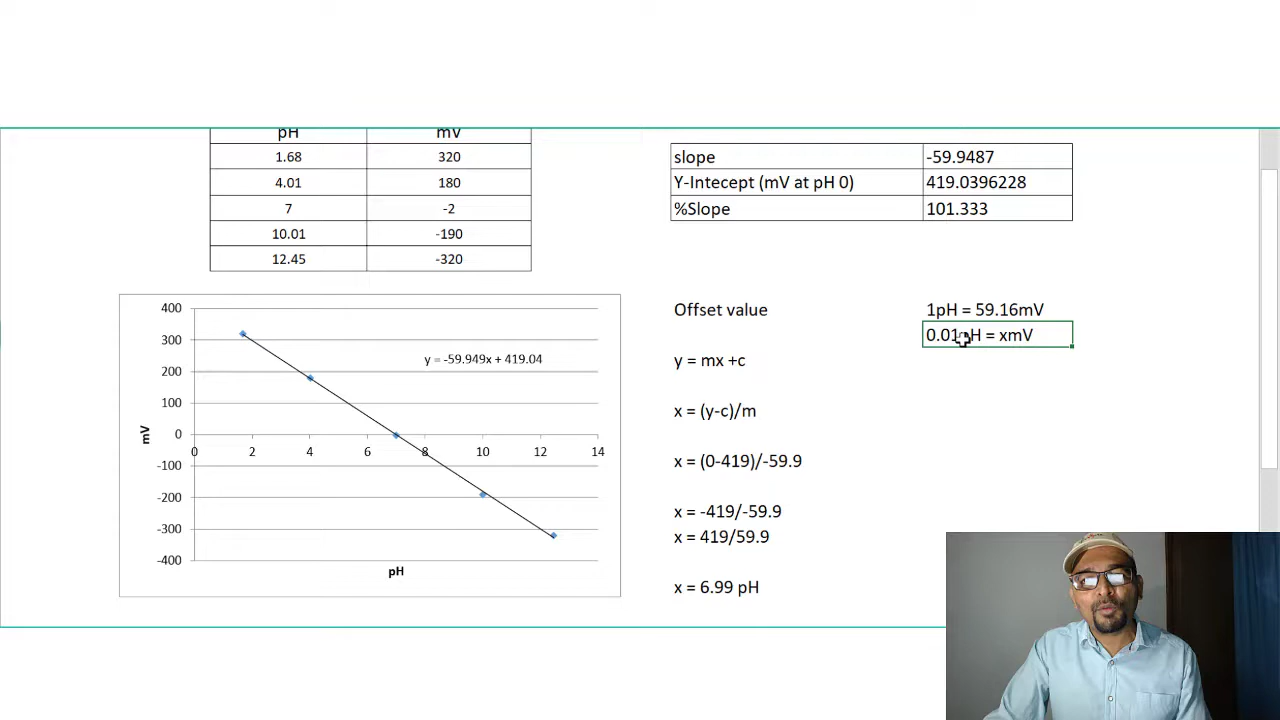 pH mV
1.68 320
4.01 180
7 -2
10.01 -190
12.45 -320
slope -59.9487
Y-Intecept (mV at pH 0) 419.0396228
%Slope 101.333
400
300
200
100
0
-100
-200
-300
-400
0 2 4 6 8 10 12 14
mV
pH
y = -59.949x + 419.04
Offset value 1pH = 59.16mV
0.01pH = xmV
y = mx +c
x = (y-c)/m
x = (0-419)/-59.9
x = -419/-59.9
x = 419/59.9
x = 6.99 pH